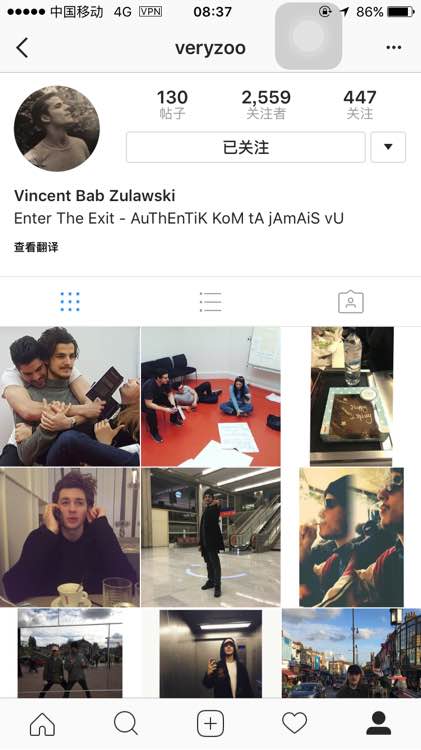 中国移动 4G VPN 08:37 86%
veryzoo
130 2,559 447
帖子 关注者 关注
已关注
Vincent Bab Zulawski
Enter The Exit - AuThEnTiK KoM tA jAmAiS vU
查看翻译